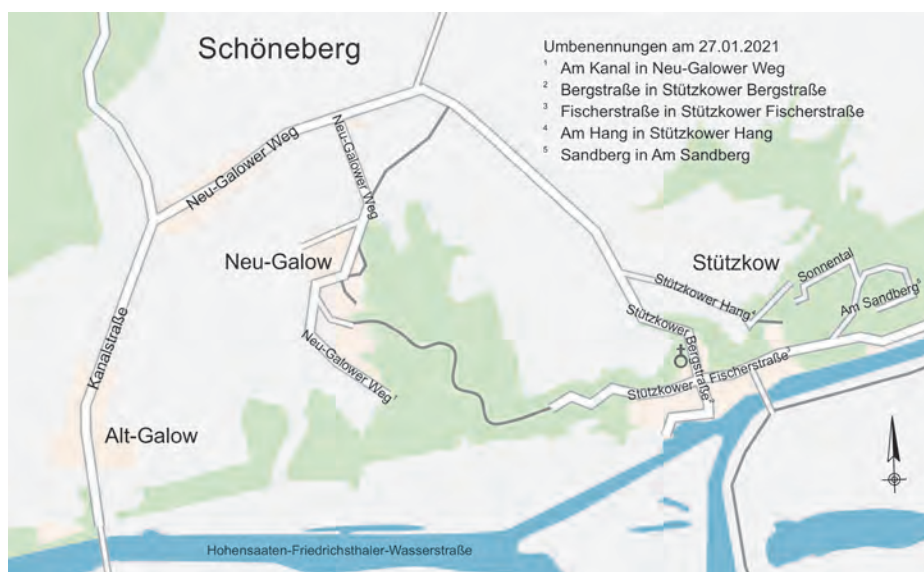 Schöneberg
Umbenennungen am 27.01.2021
¹ Am Kanal in Neu-Galower Weg
² Bergstraße in Stützkower Bergstraße
³ Fischerstraße in Stützkower Fischerstraße
⁴ Am Hang in Stützkower Hang
⁵ Sandberg in Am Sandberg
Neu-Galower Weg
Neu-Galower Weg
Neu-Galow
Stützkow
Sonnental
Stützkower Hang⁴
Am Sandberg⁵
Kanalstraße
Stützkower Bergstraße²
Neu-Galower Weg¹
Stützkower Fischerstraße³
Alt-Galow
Hohensaaten-Friedrichsthaler-Wasserstraße